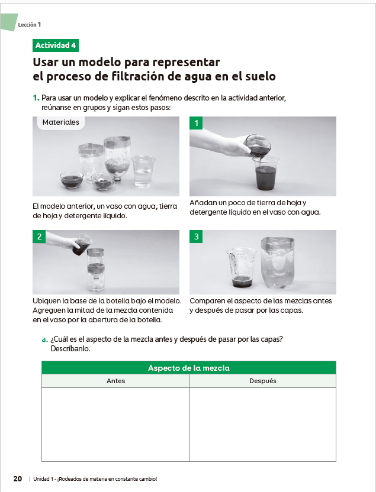 Lección 1
Actividad 4
Usar un modelo para representar
el proceso de filtración de agua en el suelo
1. Para usar un modelo y explicar el fenómeno descrito en la actividad anterior,
reúnanse en grupos y sigan estos pasos:
Materiales
El modelo anterior, un vaso con agua, tierra
de hoja y detergente líquido.
1
Añadan un poco de tierra de hoja y
detergente líquido en el vaso con agua.
2
Ubiquen la base de la botella bajo el modelo.
Agreguen la mitad de la mezcla contenida
en el vaso por la abertura de la botella.
3
Comparen el aspecto de las mezclas antes
y después de pasar por las capas.
a. ¿Cuál es el aspecto de la mezcla antes y después de pasar por las capas?
Descríbanlo.
Aspecto de la mezcla
Antes
Después
20
Unidad 1 - ¡Rodeados de materia en constante cambio!